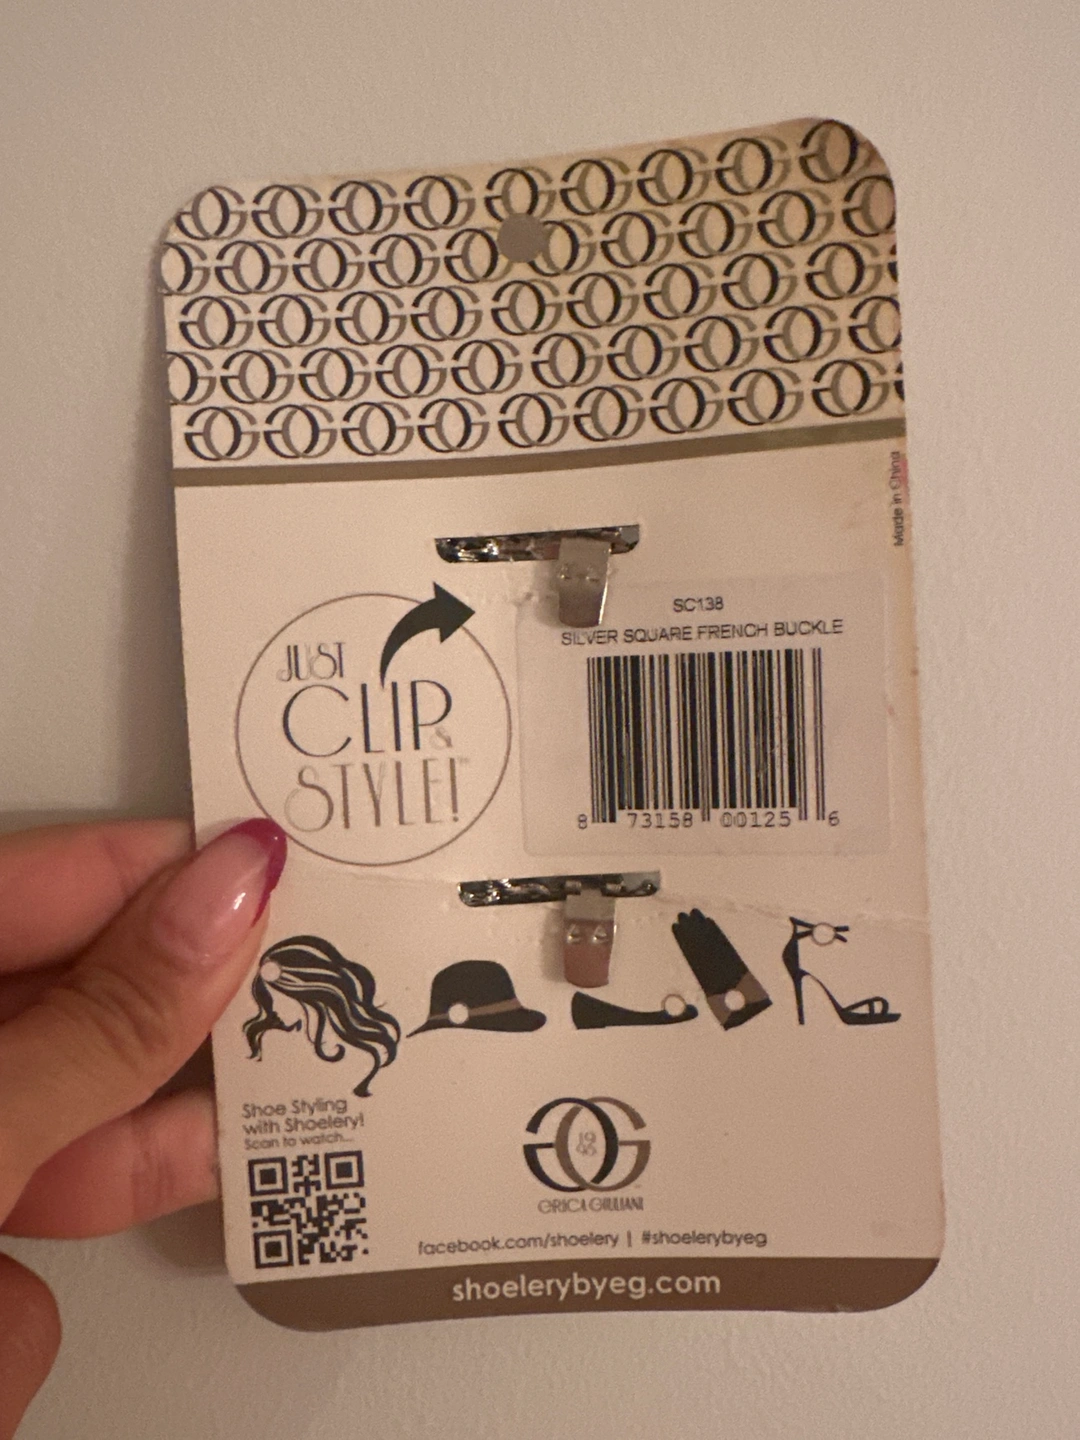 Made in China
SC138
SILVER SQUARE FRENCH BUCKLE
8 73158 00125 6
JUST
CLIP &
STYLE!™
Shoe Styling
with Shoelery!
Scan to watch...
ERICA GIULIANI
facebook.com/shoelery | #shoelerybyeg
shoelerybyeg.com